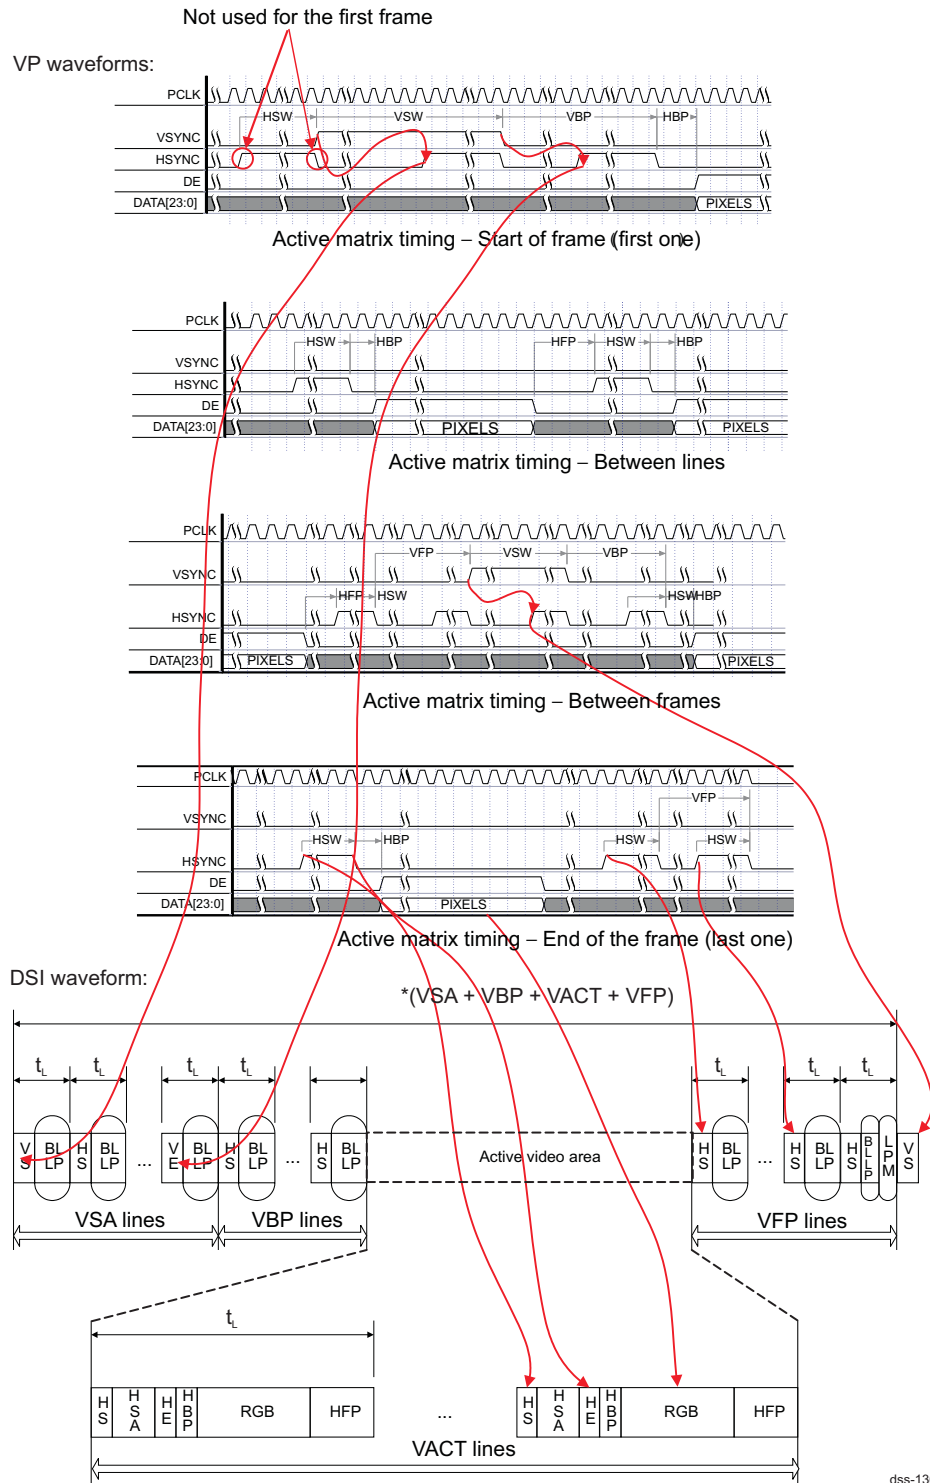 Not used for the first frame
VP waveforms:
PCLK
HSW VSW VBP HBP
VSYNC
HSYNC
DE
DATA[23:0] PIXELS
Active matrix timing – Start of frame (first one)
PCLK
HSW HBP HFP HSW HBP
VSYNC
HSYNC
DE
DATA[23:0] PIXELS PIXELS
Active matrix timing – Between lines
PCLK
VFP VSW VBP
VSYNC
HFP HSW HSW HBP
HSYNC
DE
DATA[23:0] PIXELS PIXELS
Active matrix timing – Between frames
PCLK
VFP
VSYNC
HSW HBP HSW HSW
HSYNC
DE
DATA[23:0] PIXELS
Active matrix timing – End of the frame (last one)
DSI waveform:
*(VSA + VBP + VACT + VFP)
tL tL tL tL tL tL tL
VS BLLP HS BLLP ... VE BLLP HS BLLP ... HS BLLP Active video area HS BLLP ... HS BLLP HS BLLP LPM VS
VSA lines VBP lines VFP lines
tL
HS HSA HE HBP RGB HFP ... HS HSA HE HBP RGB HFP
VACT lines
dss-13